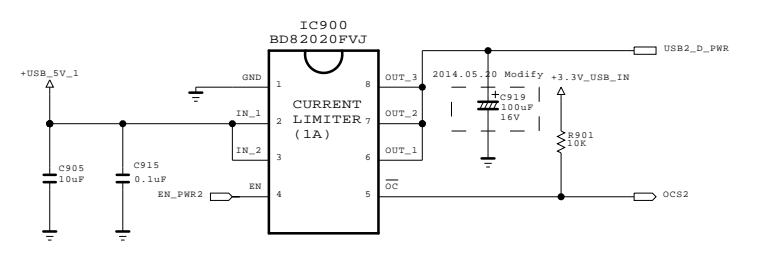 IC900
BD82020FVJ
USB2_D_PWR
+USB_5V_1
GND
1
8
OUT_3
2014.05.20 Modify
+3.3V_USB_IN
CURRENT
LIMITER
(1A)
+
C919
100uF
16V
IN_1
2
7
OUT_2
R901
10K
IN_2
3
6
OUT_1
C905
10uF
C915
0.1uF
EN_PWR2
EN
4
5
OC
OCS2